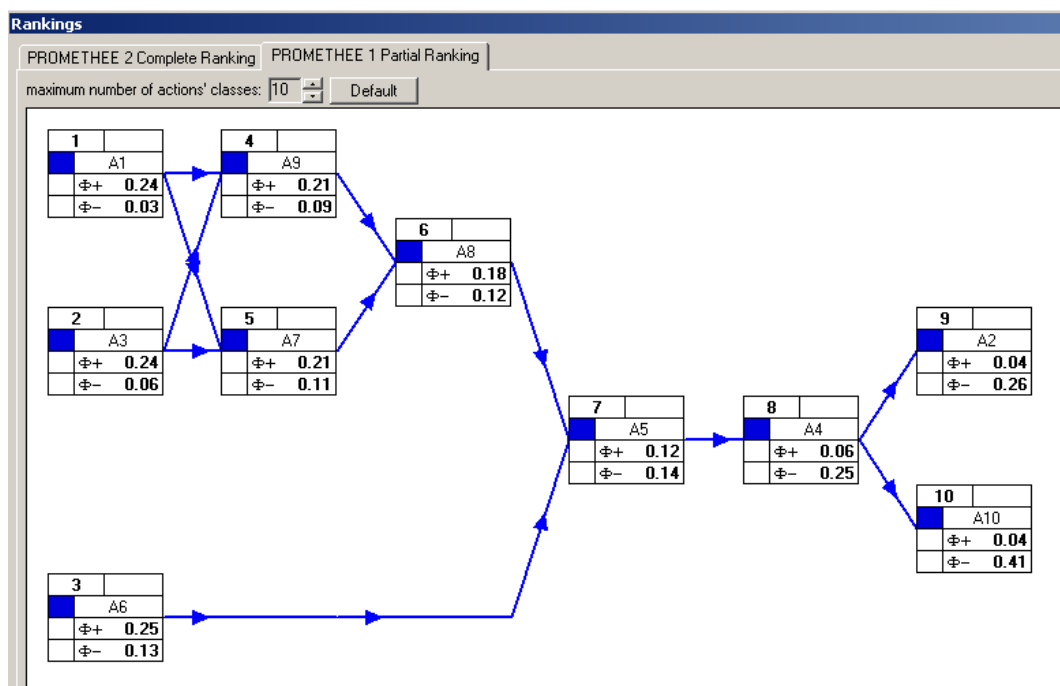 Rankings
PROMETHEE 2 Complete Ranking PROMETHEE 1 Partial Ranking
maximum number of actions' classes: 10 Default
1
A1
Φ+ 0.24
Φ− 0.03
4
A9
Φ+ 0.21
Φ− 0.09
6
A8
Φ+ 0.18
Φ− 0.12
2
A3
Φ+ 0.24
Φ− 0.06
5
A7
Φ+ 0.21
Φ− 0.11
9
A2
Φ+ 0.04
Φ− 0.26
7
A5
Φ+ 0.12
Φ− 0.14
8
A4
Φ+ 0.06
Φ− 0.25
10
A10
Φ+ 0.04
Φ− 0.41
3
A6
Φ+ 0.25
Φ− 0.13